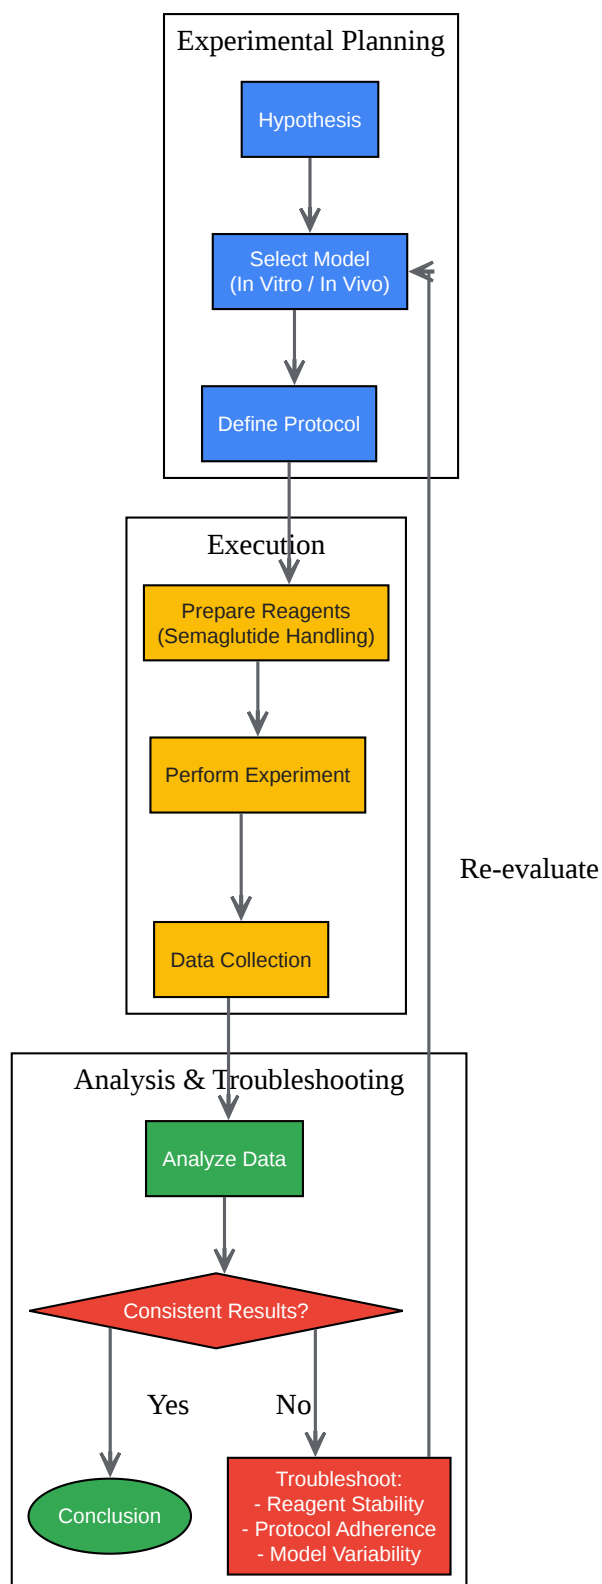 Experimental Planning
Hypothesis
Select Model
(In Vitro / In Vivo)
Define Protocol
Execution
Prepare Reagents
(Semaglutide Handling)
Perform Experiment
Re-evaluate
Data Collection
Analysis & Troubleshooting
Analyze Data
Consistent Results?
Yes
No
Conclusion
Troubleshoot:
- Reagent Stability
- Protocol Adherence
- Model Variability